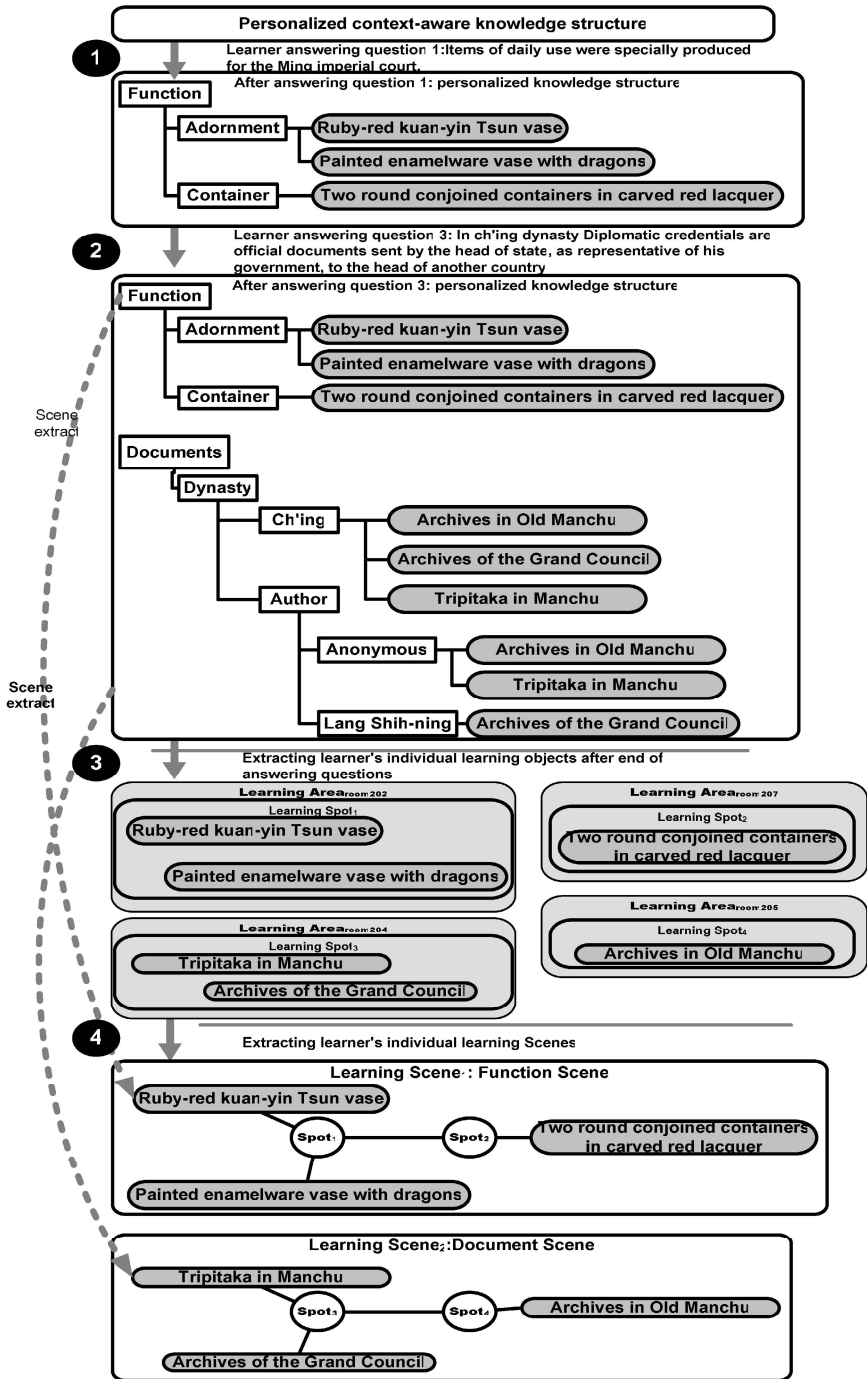 Personalized context-aware knowledge structure
1
Learner answering question 1:Items of daily use were specially produced
for the Ming imperial court.
After answering question 1: personalized knowledge structure
Function
Adornment
Ruby-red kuan-yin Tsun vase
Painted enamelware vase with dragons
Container
Two round conjoined containers in carved red lacquer
2
Learner answering question 3: In ch'ing dynasty Diplomatic credentials are
official documents sent by the head of state, as representative of his
government, to the head of another country
After answering question 3: personalized knowledge structure
Function
Adornment
Ruby-red kuan-yin Tsun vase
Painted enamelware vase with dragons
Container
Two round conjoined containers in carved red lacquer
Scene
extract
Documents
Dynasty
Ch'ing
Archives in Old Manchu
Archives of the Grand Council
Tripitaka in Manchu
Author
Anonymous
Archives in Old Manchu
Tripitaka in Manchu
Lang Shih-ning
Archives of the Grand Council
Scene
extract
3
Extracting learner's individual learning objects after end of
answering questions
Learning Area room 202
Learning Spot₁
Ruby-red kuan-yin Tsun vase
Painted enamelware vase with dragons
Learning Area room 207
Learning Spot₂
Two round conjoined containers
in carved red lacquer
Learning Area room 204
Learning Spot₃
Tripitaka in Manchu
Archives of the Grand Council
Learning Area room 205
Learning Spot₄
Archives in Old Manchu
4
Extracting learner's individual learning Scenes
Learning Scene₁: Function Scene
Ruby-red kuan-yin Tsun vase
Spot₁
Spot₂
Two round conjoined containers
in carved red lacquer
Painted enamelware vase with dragons
Learning Scene₂:Document Scene
Tripitaka in Manchu
Spot₃
Spot₄
Archives in Old Manchu
Archives of the Grand Council